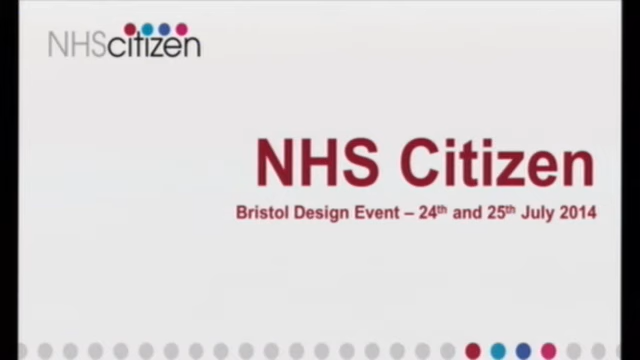 NHScitizen
NHS Citizen
Bristol Design Event – 24th and 25th July 2014